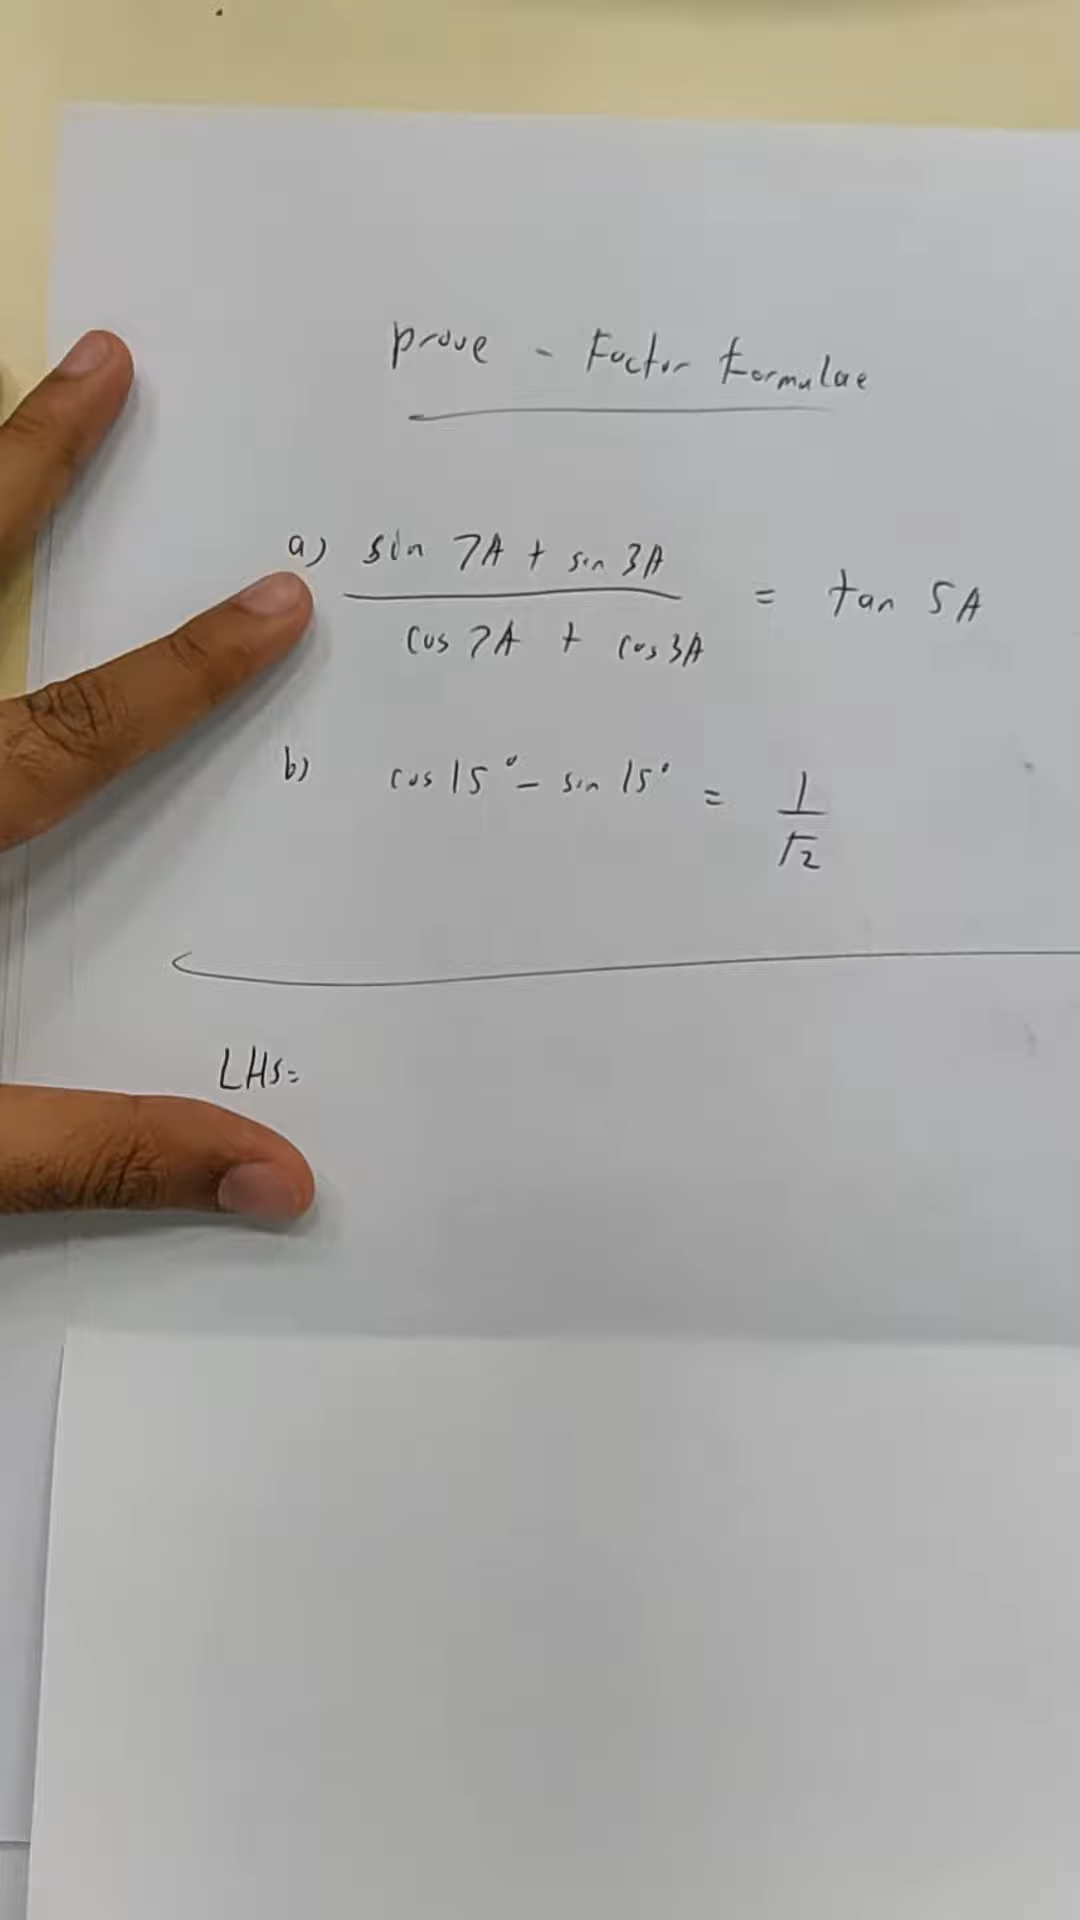 prove - Factor Formulae
a) sin 7A + sin 3A
cos 7A + cos 3A
= tan 5A
b) cos 15° - sin 15° = 1/√2
LHS=